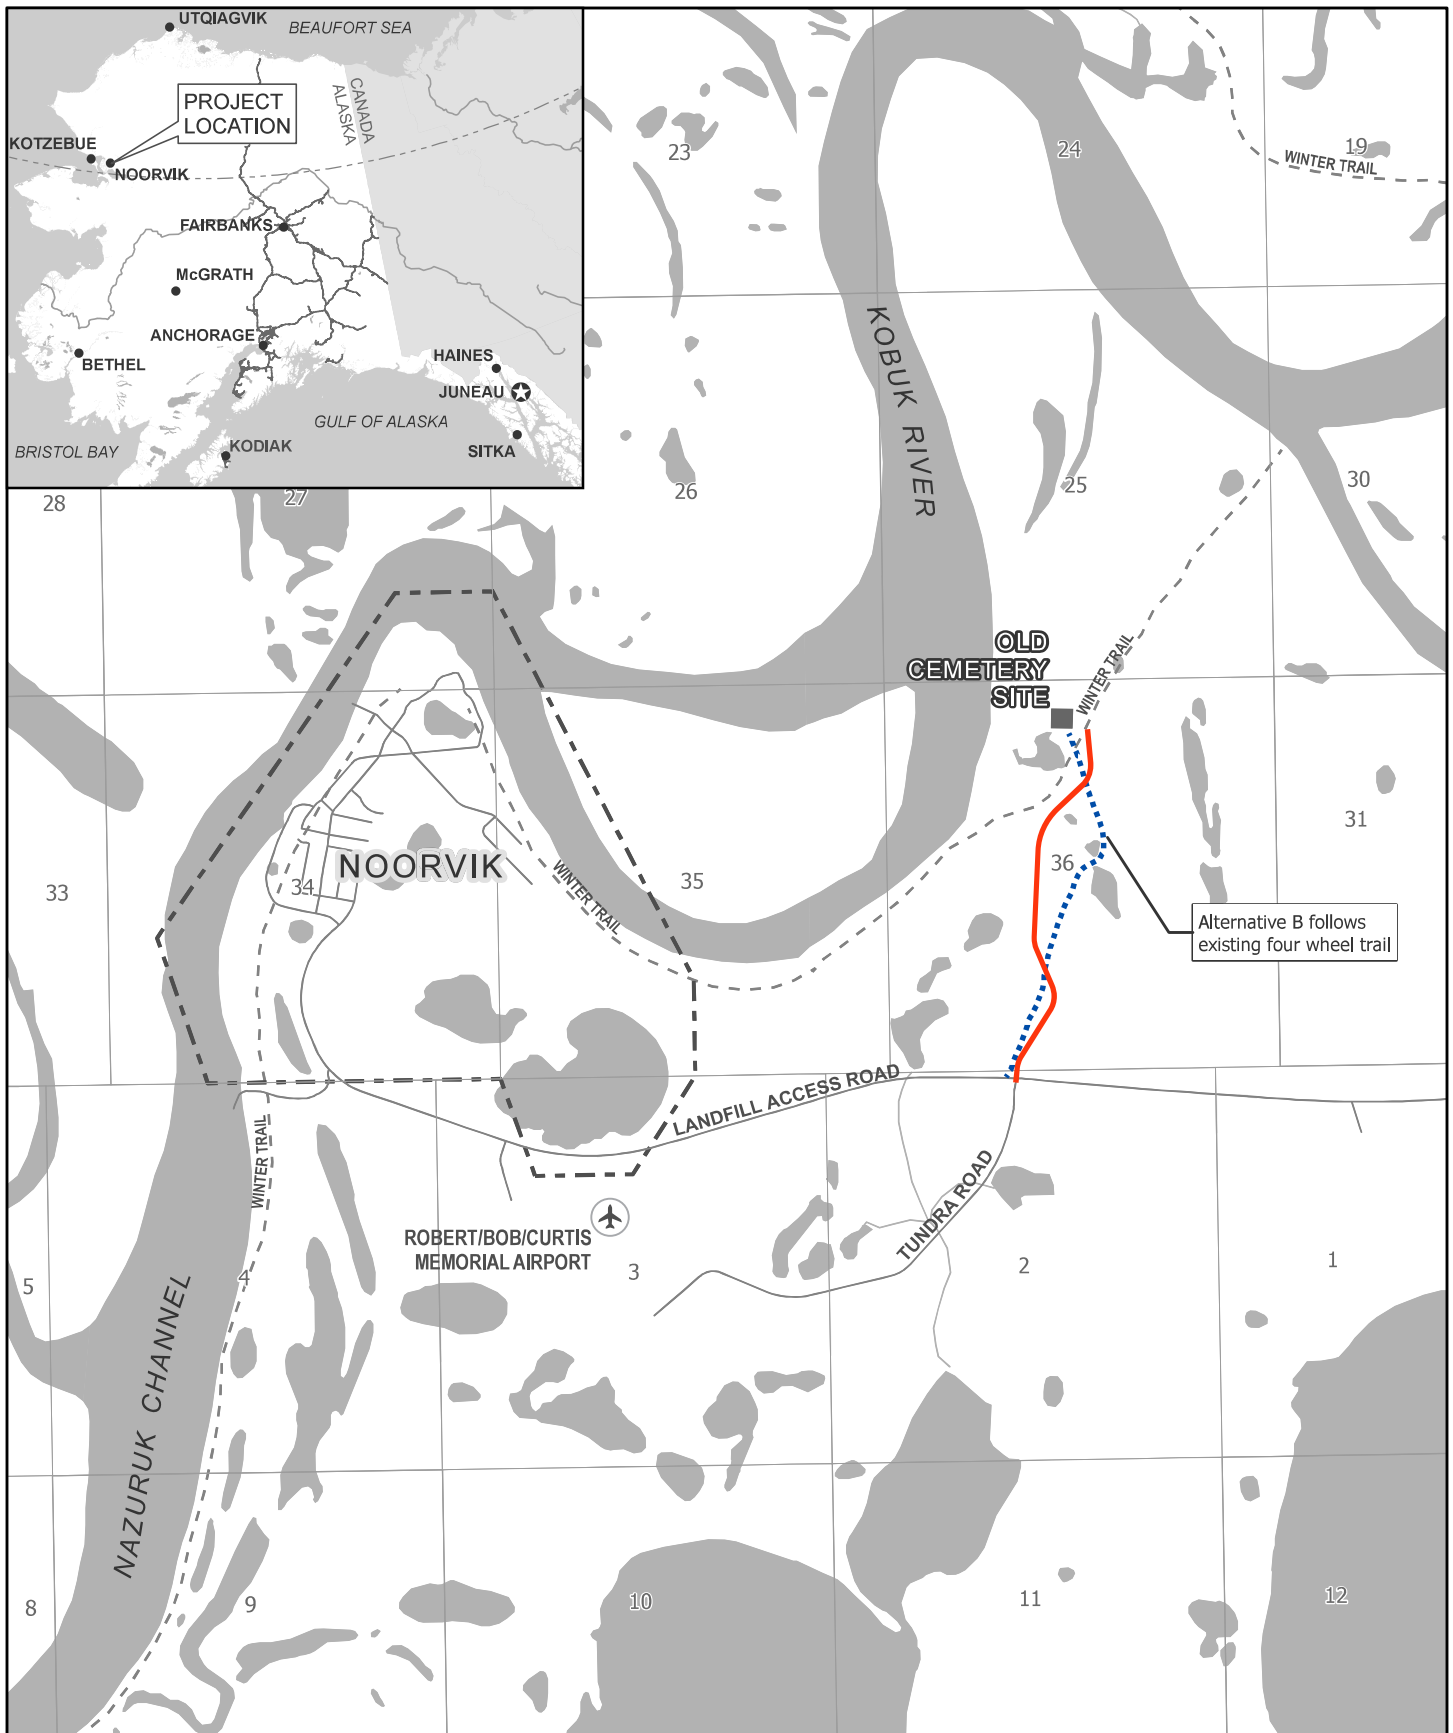 UTQIAGVIK
BEAUFORT SEA
CANADA
ALASKA
PROJECT
LOCATION
KOTZEBUE
NOORVIK
FAIRBANKS
McGRATH
ANCHORAGE
BETHEL
HAINES
JUNEAU
GULF OF ALASKA
BRISTOL BAY
KODIAK
SITKA
23
24
19
WINTER TRAIL
KOBUK RIVER
28
27
26
25
30
OLD
CEMETERY
SITE
WINTER TRAIL
NOORVIK
33
34
35
36
31
WINTER TRAIL
Alternative B follows
existing four wheel trail
LANDFILL ACCESS ROAD
WINTER TRAIL
TUNDRA ROAD
ROBERT/BOB/CURTIS
MEMORIAL AIRPORT
5
4
3
2
1
NAZURUK CHANNEL
8
9
10
11
12